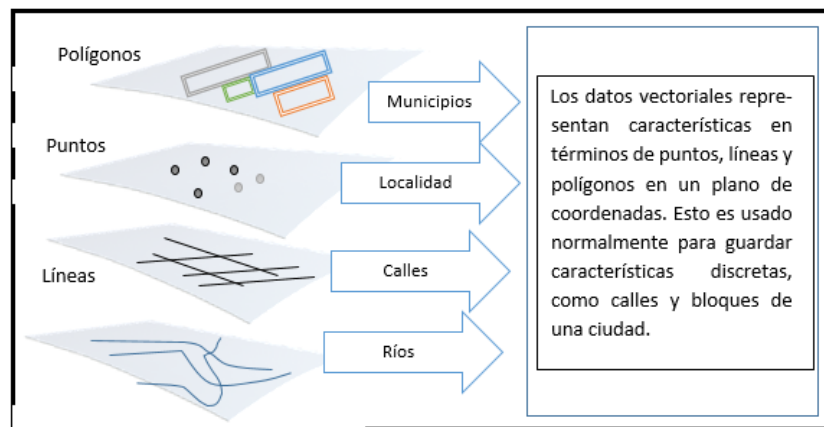 Polígonos
Municipios
Puntos
Localidad
Líneas
Calles
Ríos
Los datos vectoriales repre-
sentan características en
términos de puntos, líneas y
polígonos en un plano de
coordenadas. Esto es usado
normalmente para guardar
características discretas,
como calles y bloques de
una ciudad.